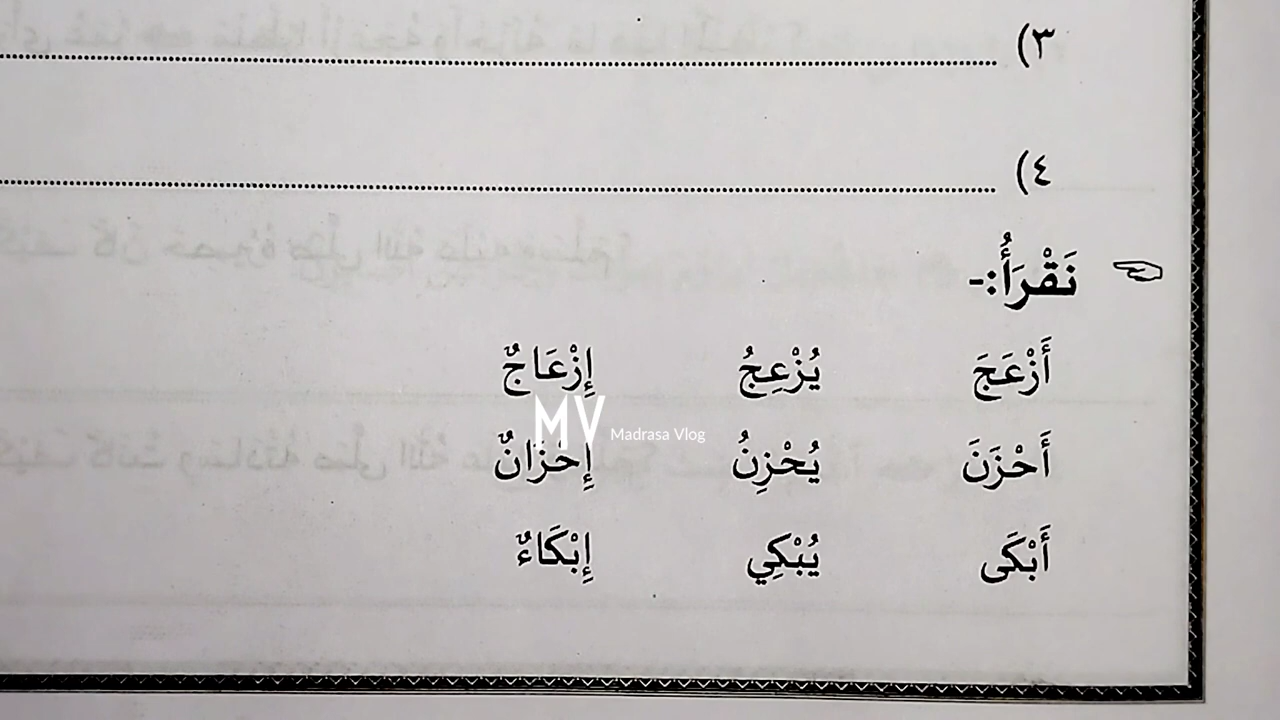 ٣) ........................................
٤) ........................................
نَقْرَأُ:-
أَزْعَجَ يُزْعِجُ إِزْعَاجٌ
MV Madrasa Vlog
أَحْزَنَ يُحْزِنُ إِحْزَانٌ
أَبْكَى يُبْكِي إِبْكَاءٌ